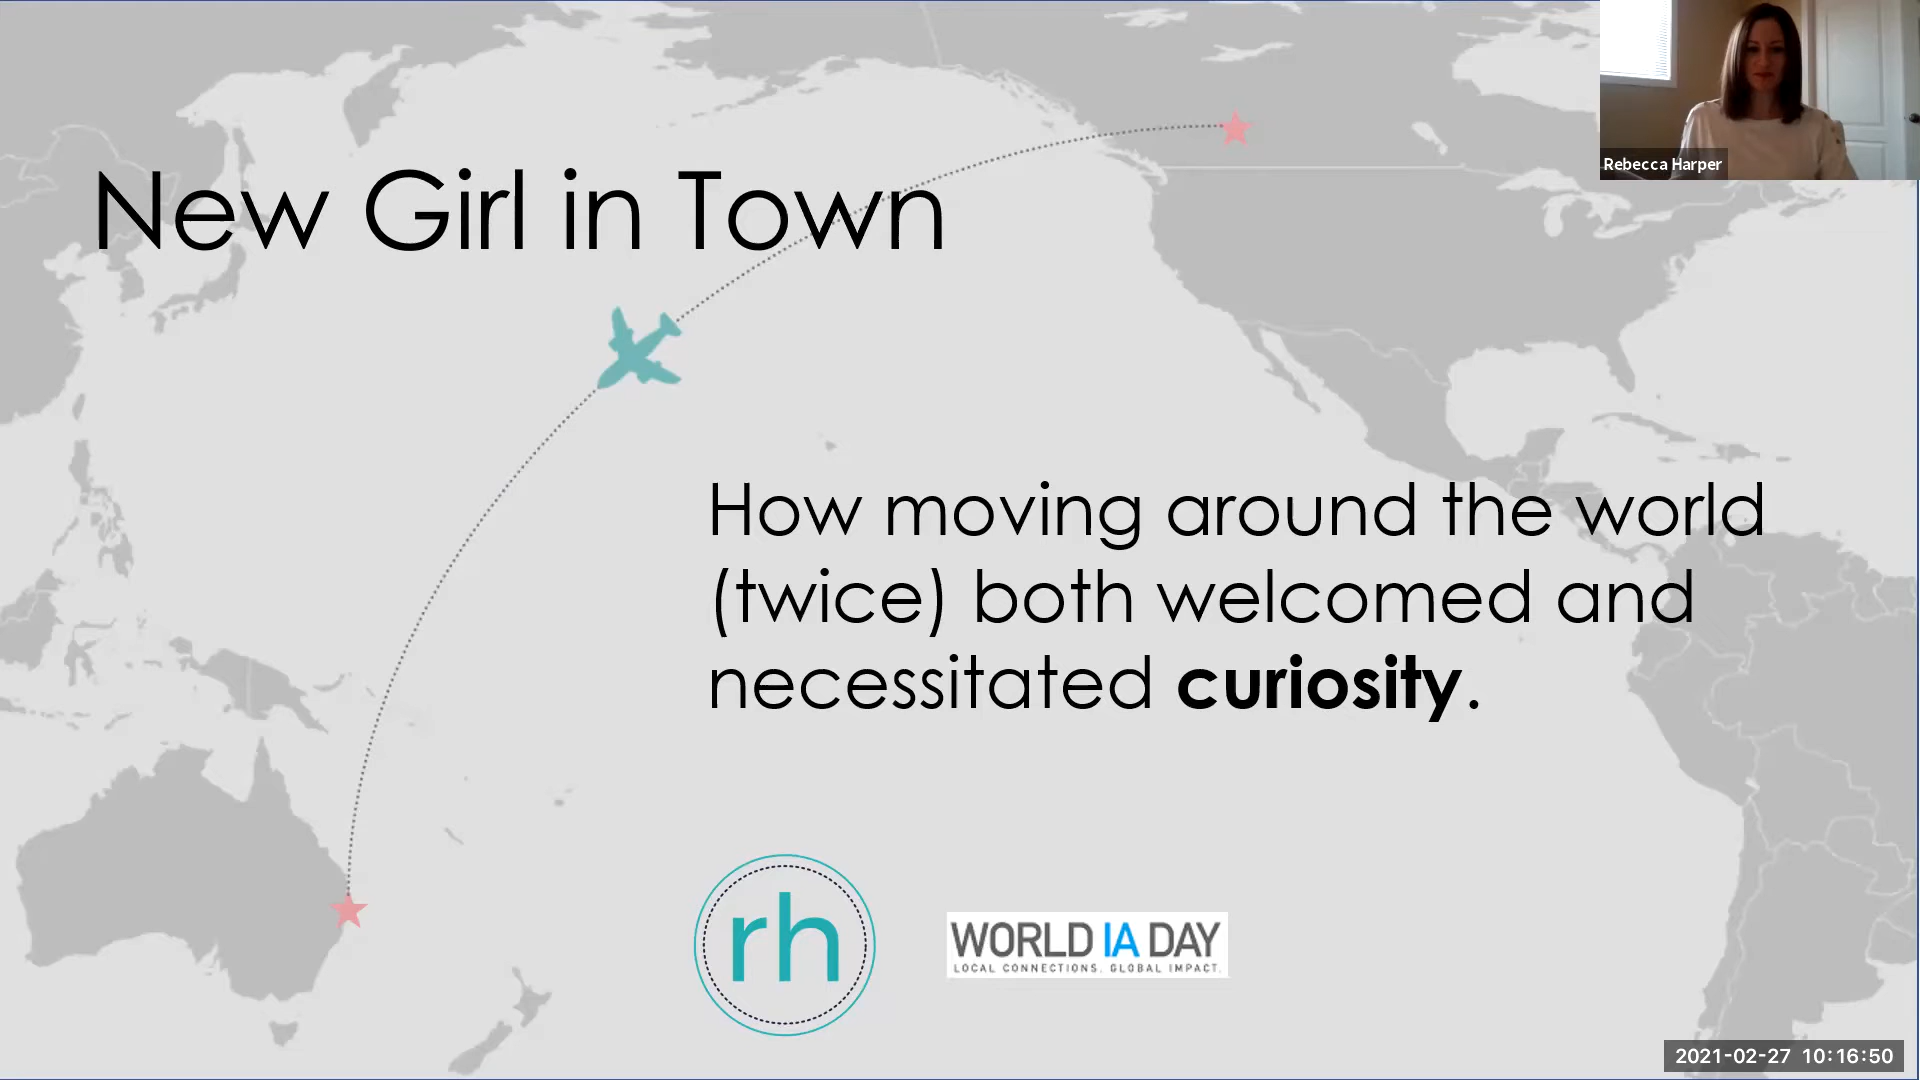 Rebecca Harper
New Girl in Town
How moving around the world
(twice) both welcomed and
necessitated curiosity.
rh
WORLD IA DAY
LOCAL CONNECTIONS. GLOBAL IMPACT.
2021-02-27 10:16:50